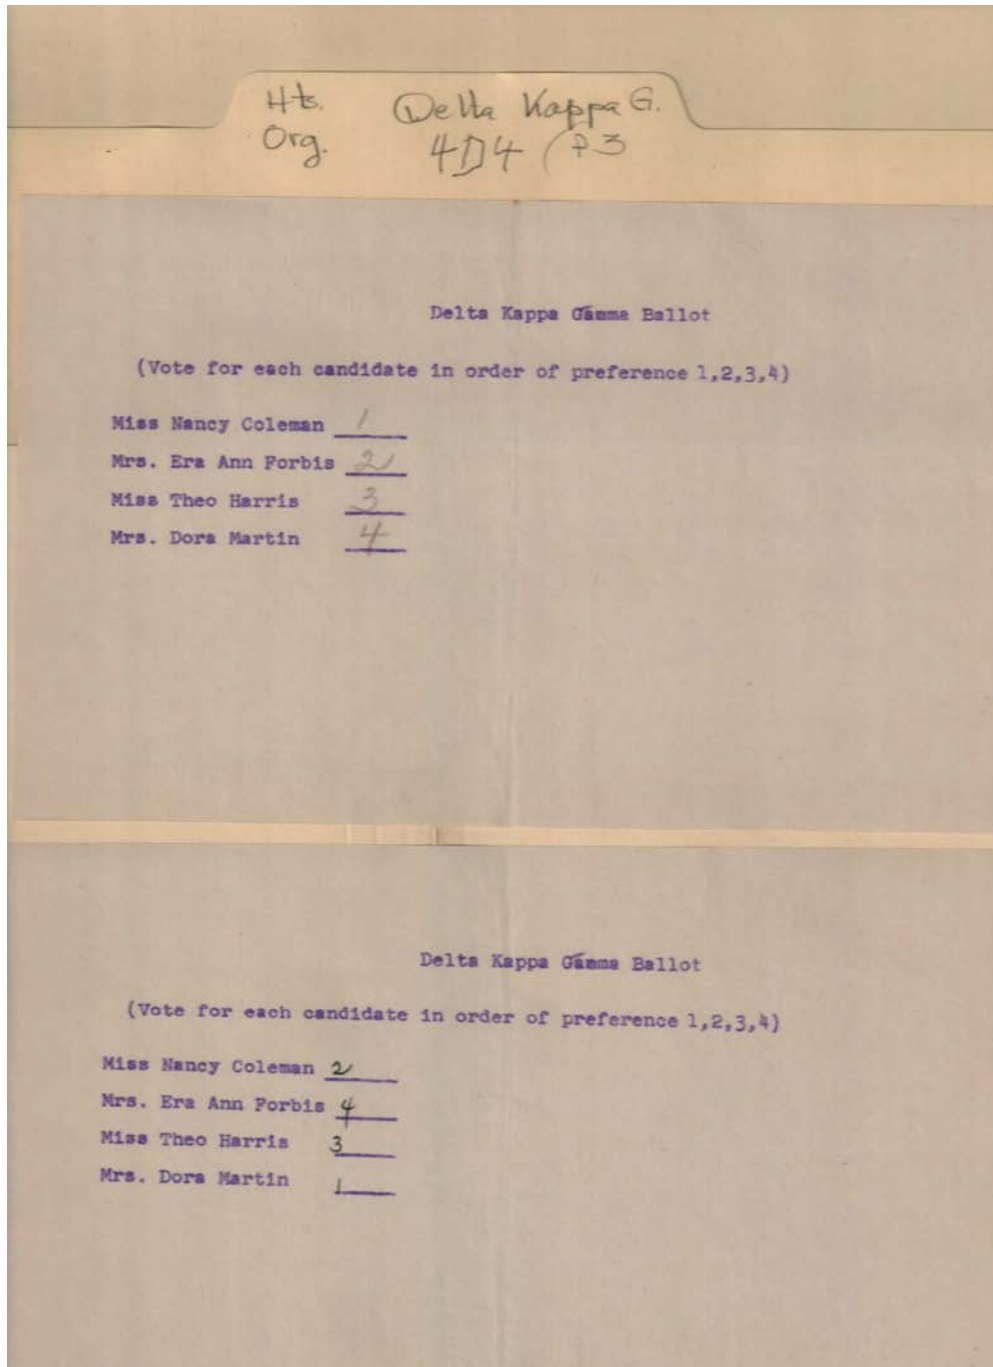 Hts. Delta Kappa G.
Org. 4D4 (P3
Delta Kappa Gamma Ballot
(Vote for each candidate in order of preference 1,2,3,4)
Miss Nancy Coleman 1
Mrs. Era Ann Forbis 2
Miss Theo Harris 3
Mrs. Dora Martin 4
Delta Kappa Gamma Ballot
(Vote for each candidate in order of preference 1,2,3,4)
Miss Nancy Coleman 2
Mrs. Era Ann Forbis 4
Miss Theo Harris 3
Mrs. Dora Martin 1